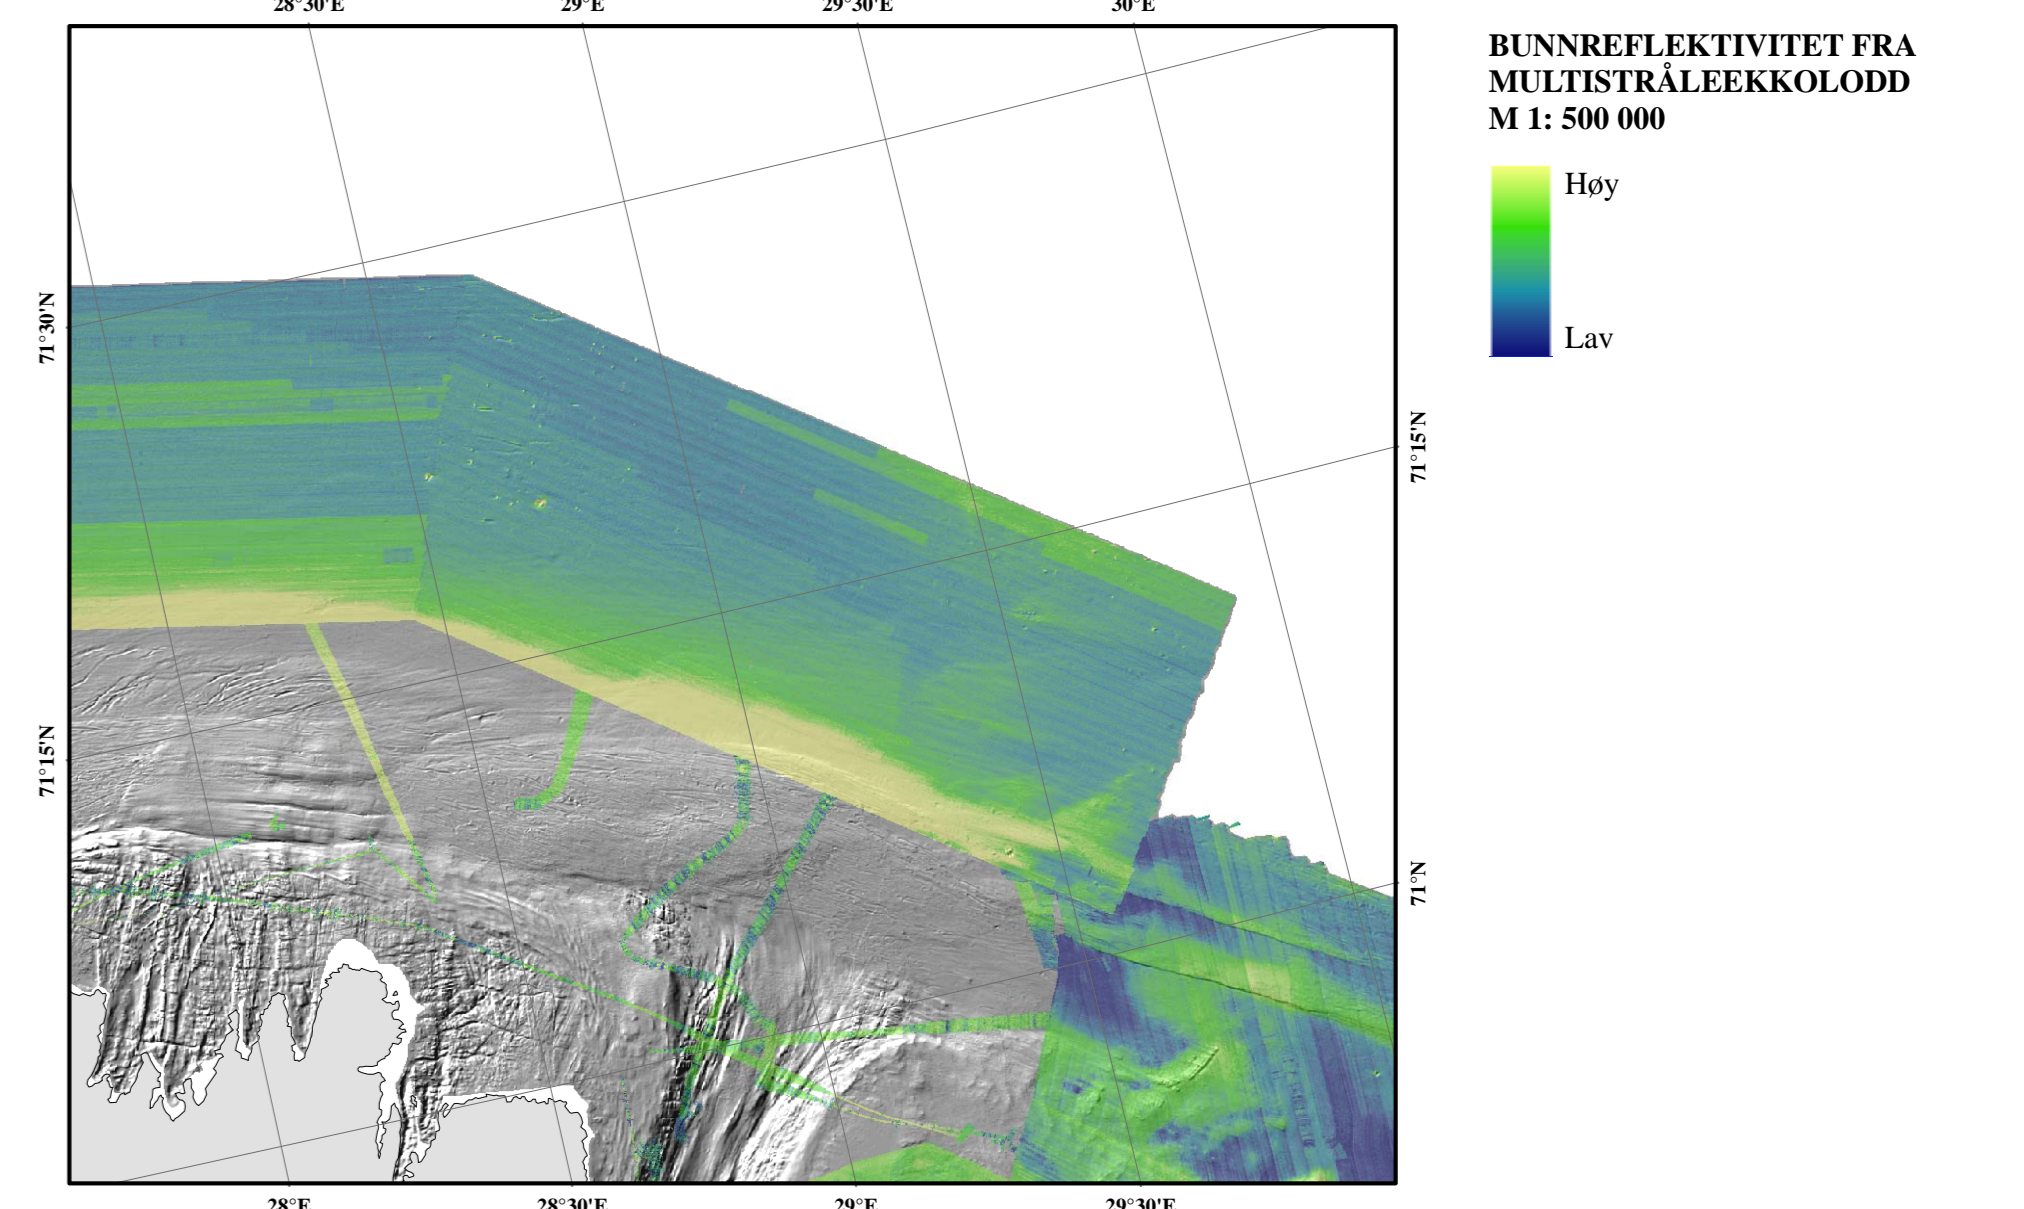 28°30'E 29°E 29°30'E 30°E
BUNNREFLEKTIVITET FRA
MULTISTRÅLEEKKOLODD
M 1: 500 000
Høy
Lav
71°30'N
71°15'N
71°15'N
71°N
28°E 28°30'E 29°E 29°30'E